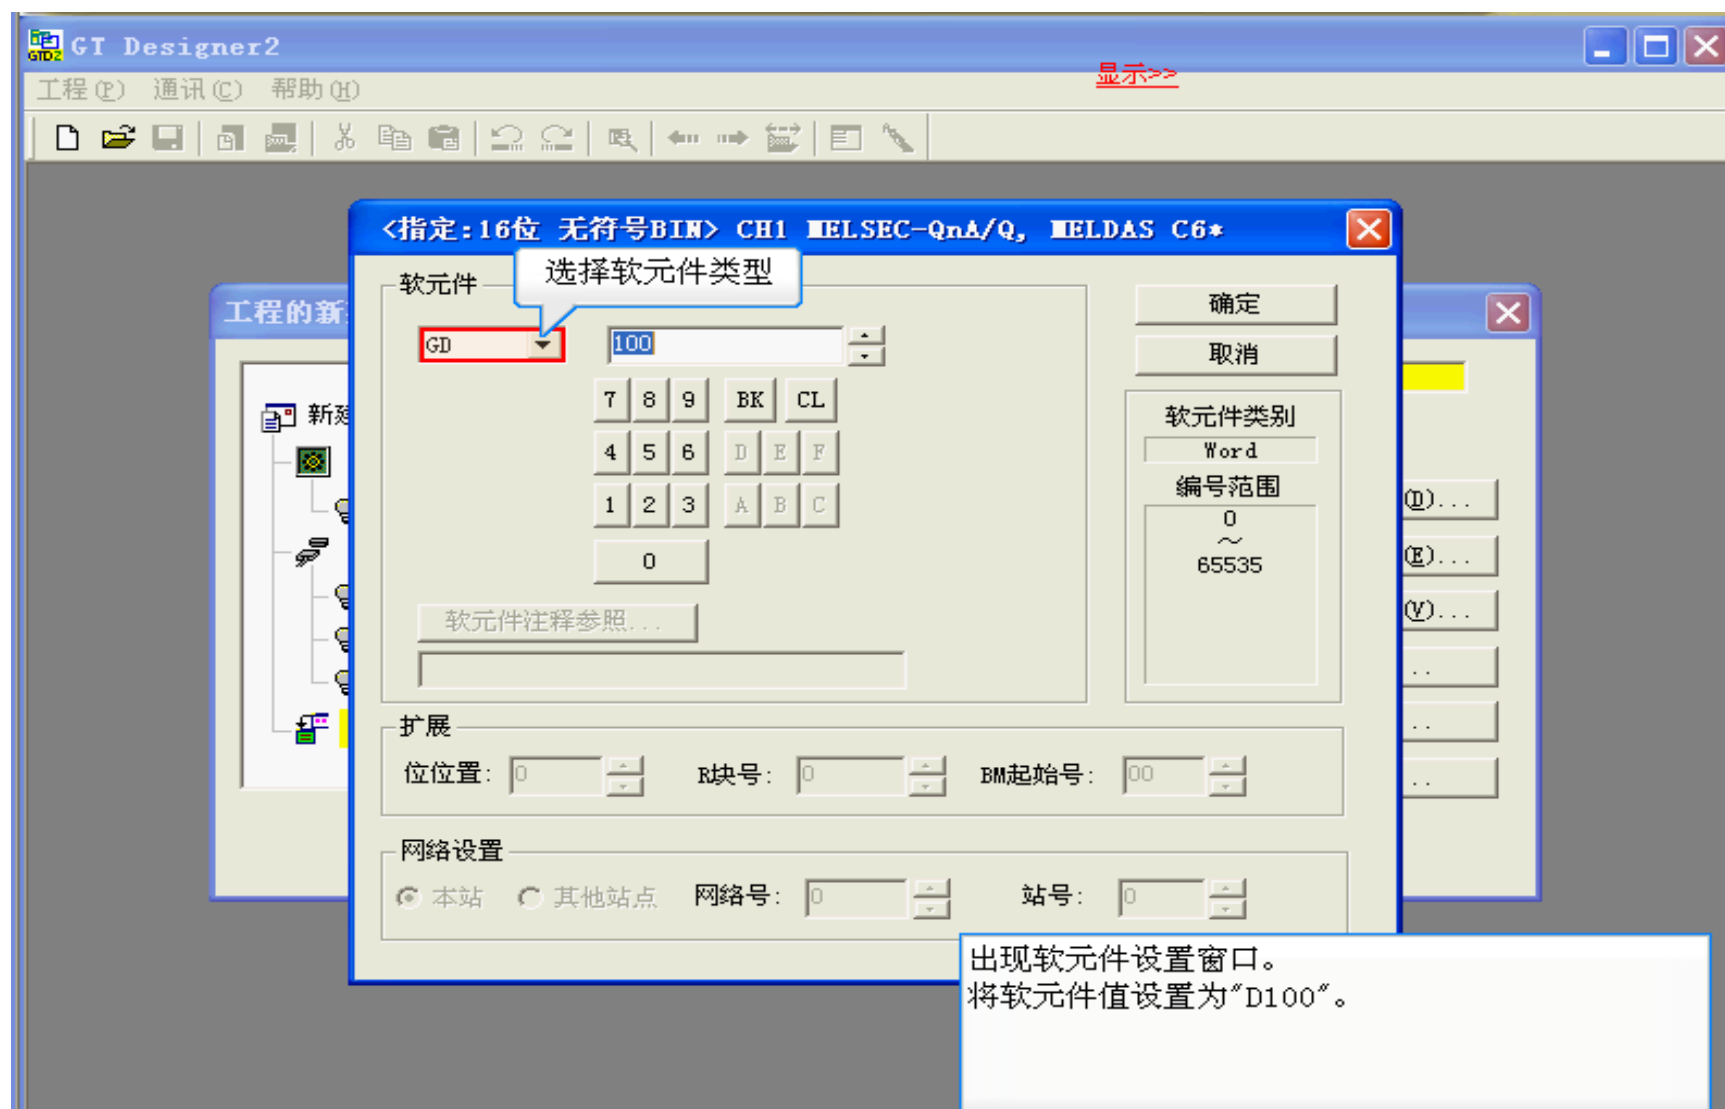 GT Designer2
显示>>
工程(P) 通讯(C) 帮助(H)
<指定:16位 无符号BIN> CH1 MELSEC-QnA/Q, MELDAS C6*
选择软元件类型
软元件
确定
工程的新
GD
100
取消
7 8 9 BK CL
新建
软元件类别
4 5 6 D E F
Word
编号范围
(D)...
1 2 3 A B C
0
～
(E)...
0
65535
(V)...
软元件注释参照...
..
扩展
..
位位置: 0
R块号: 0
BM起始号: 00
..
网络设置
本站
其他站点
网络号: 0
站号: 0
出现软元件设置窗口。
将软元件值设置为″D100″。